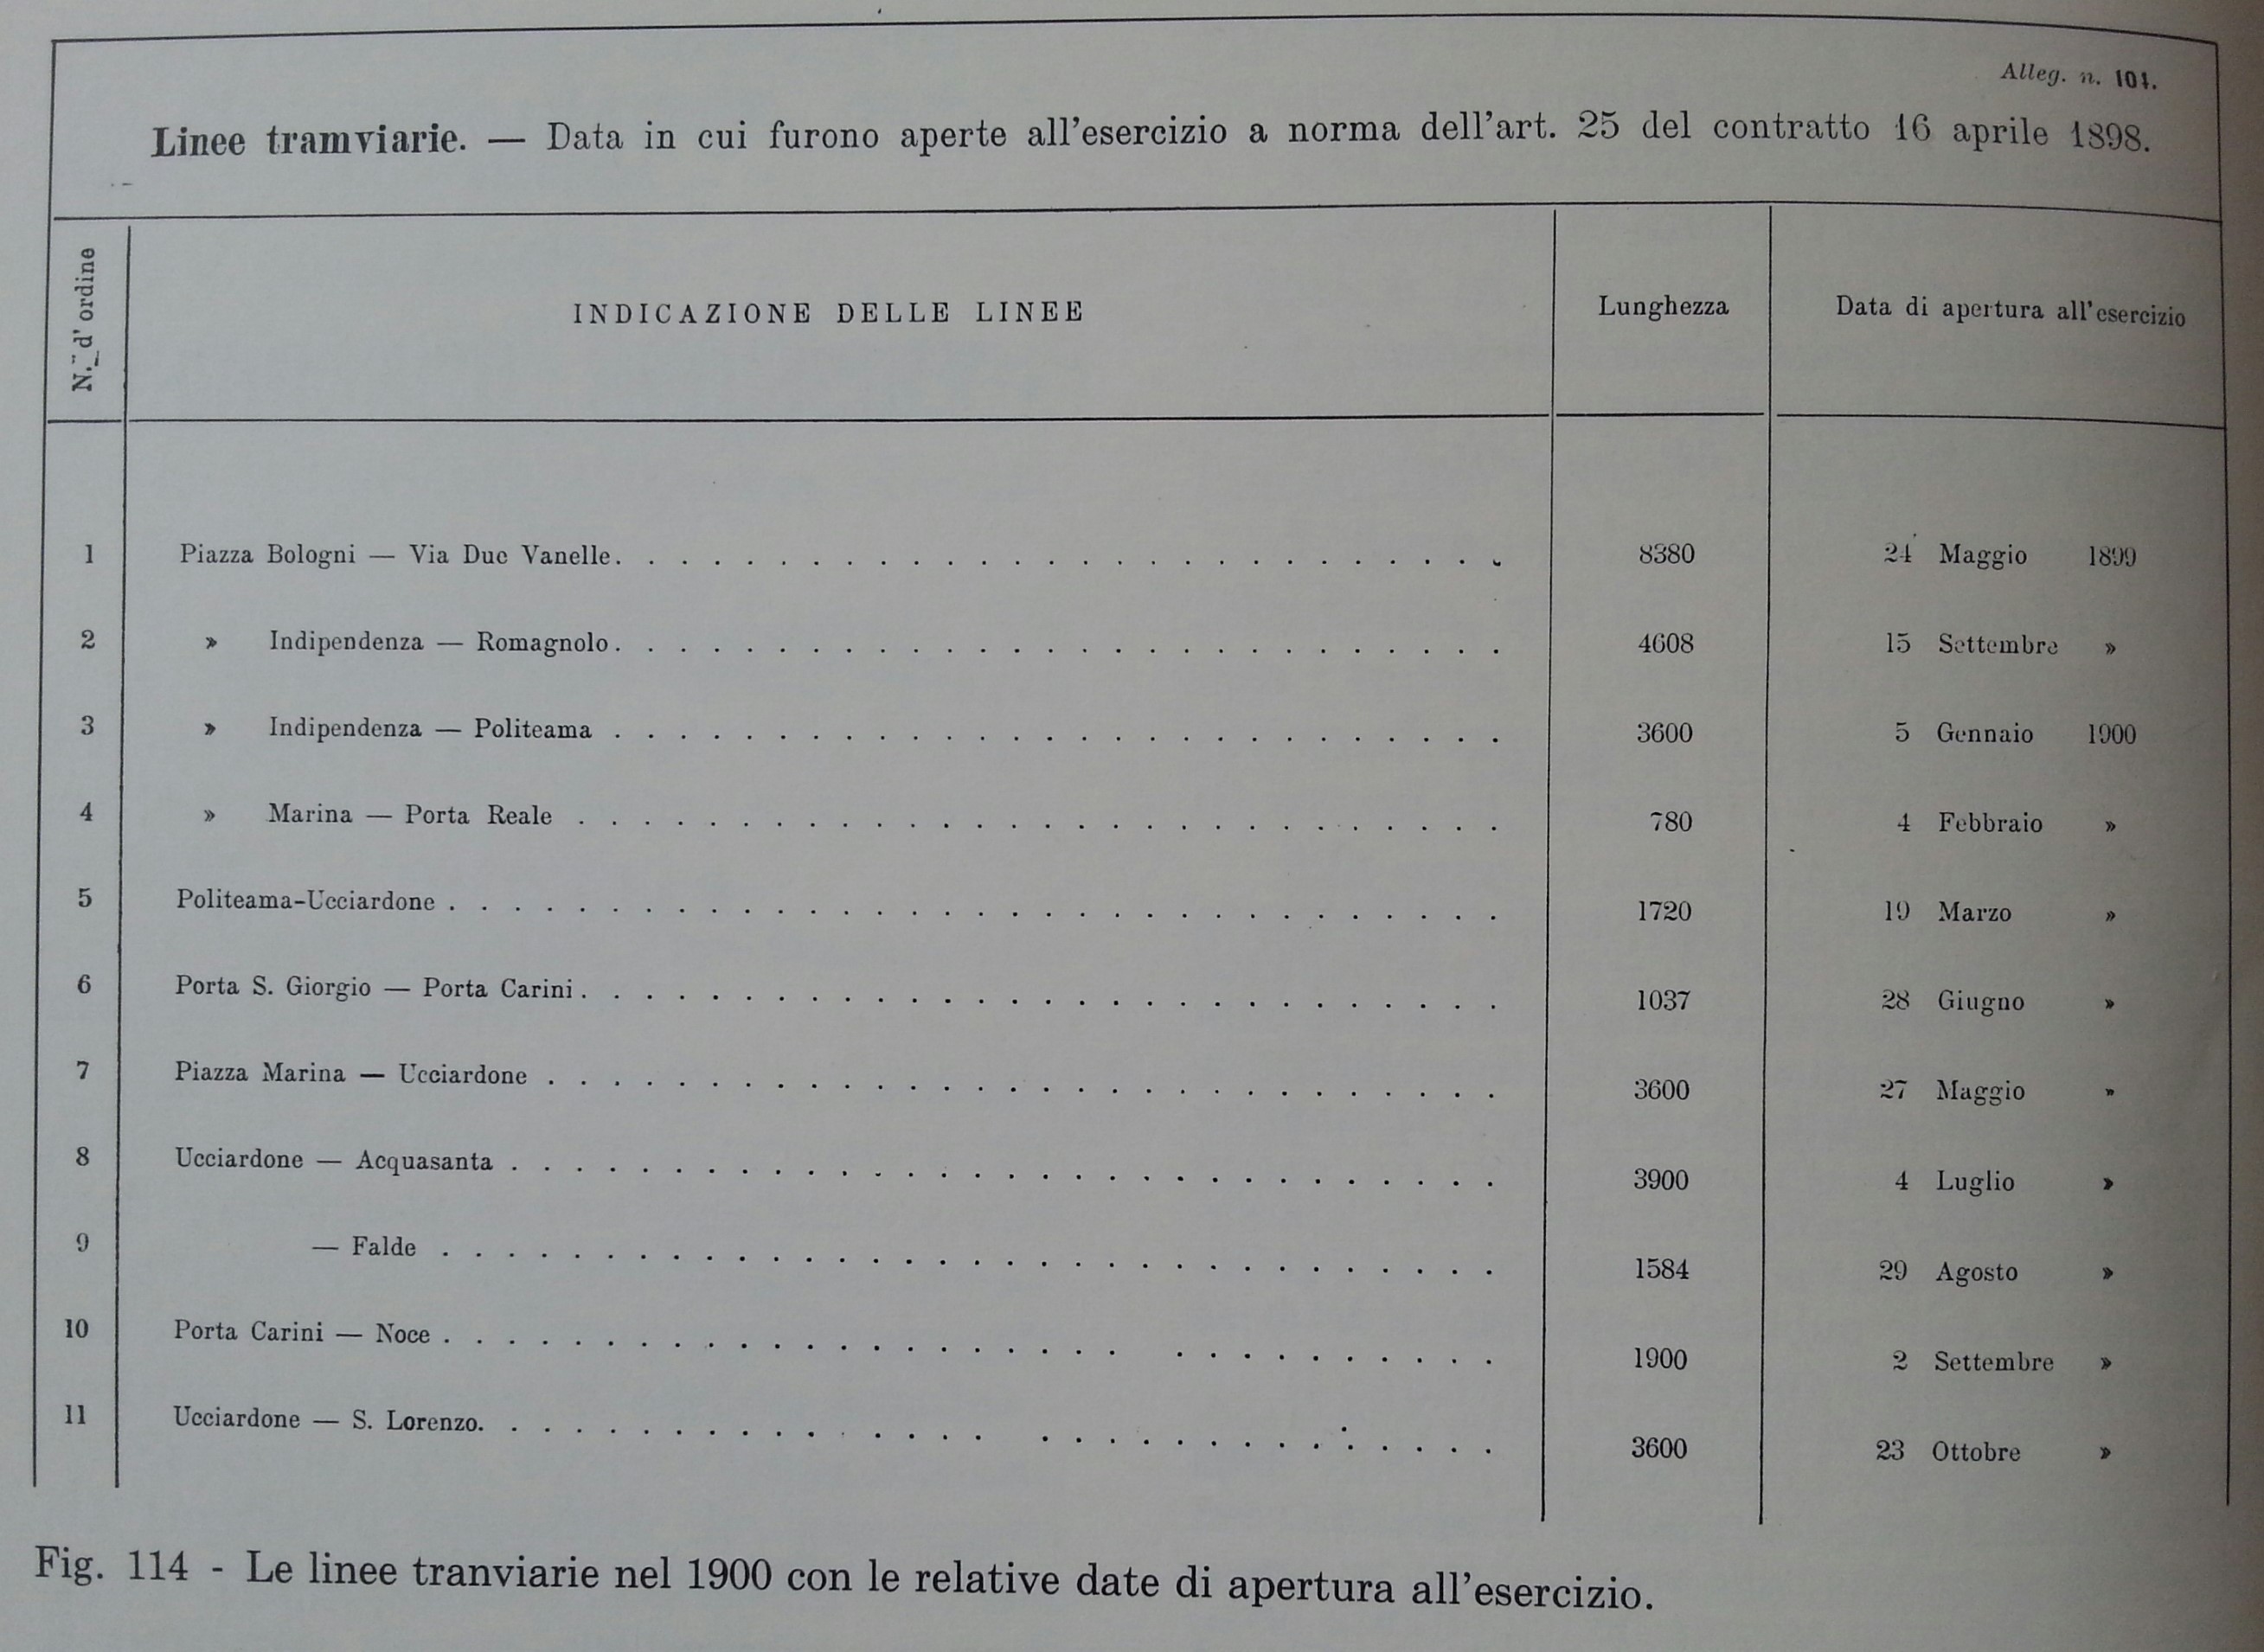 Alleg. n. 101.
Linee tramviarie. — Data in cui furono aperte all'esercizio a norma dell'art. 25 del contratto 16 aprile 1898.
N. d'ordine INDICAZIONE DELLE LINEE Lunghezza Data di apertura all'esercizio
1 Piazza Bologni — Via Duc Vanelle. 8380 24 Maggio 1899
2 » Indipendenza — Romagnolo. 4608 15 Settembre »
3 » Indipendenza — Politeama 3600 5 Gennaio 1900
4 » Marina — Porta Reale 780 4 Febbraio »
5 Politeama-Ucciardone 1720 19 Marzo »
6 Porta S. Giorgio — Porta Carini. 1037 28 Giugno »
7 Piazza Marina — Ucciardone 3600 27 Maggio »
8 Ucciardone — Acquasanta 3900 4 Luglio »
9 — Falde 1584 29 Agosto »
10 Porta Carini — Noce 1900 2 Settembre »
11 Ucciardone — S. Lorenzo. 3600 23 Ottobre »
Fig. 114 - Le linee tranviarie nel 1900 con le relative date di apertura all'esercizio.